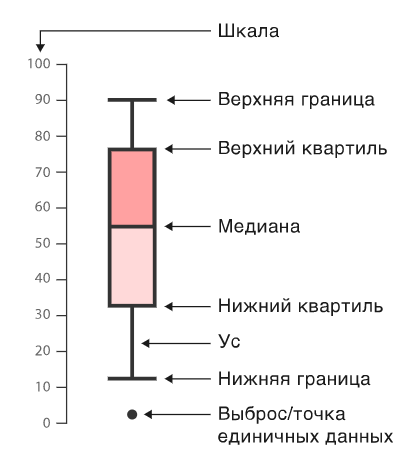 Шкала
100
90
Верхняя граница
80
Верхний квартиль
70
60
Медиана
50
40
Нижний квартиль
30
Ус
20
Нижняя граница
10
Выброс/точка
0
единичных данных